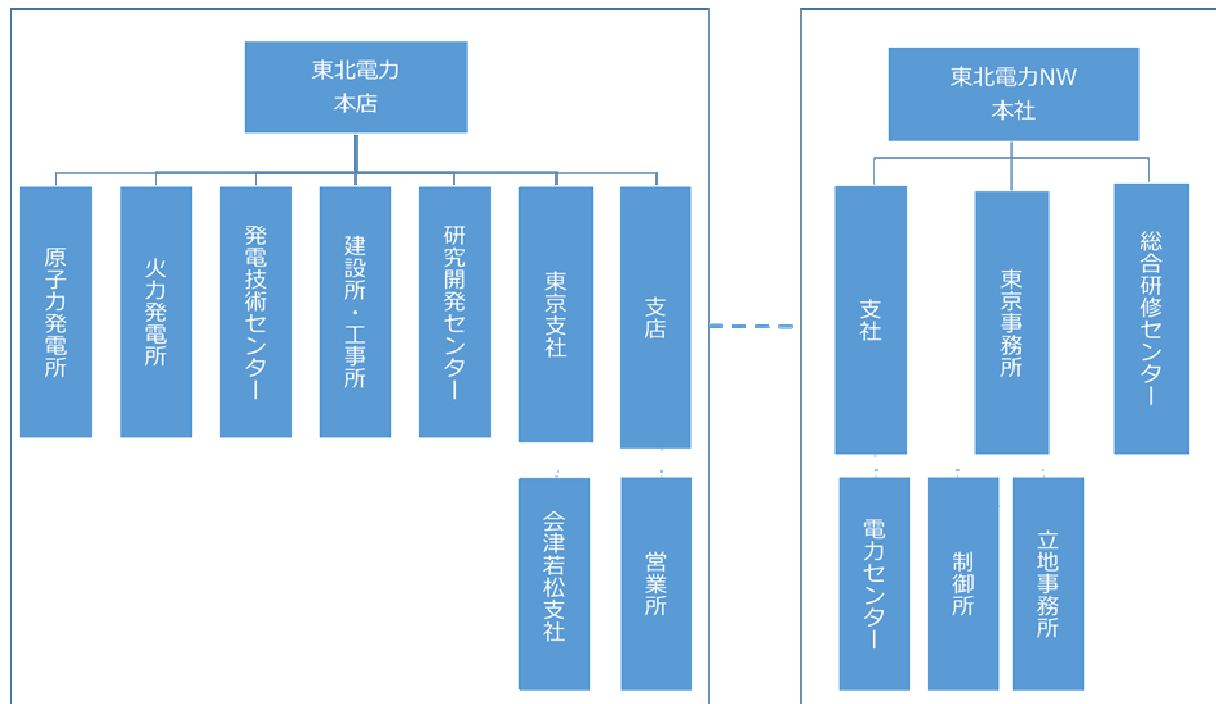 東北電力
本店
原子力発電所
火力発電所
発電技術センター
建設所・工事所
研究開発センター
東京支社
支店
会津若松支社
営業所
東北電力NW
本社
支社
東京事務所
総合研修センター
電力センター
制御所
立地事務所